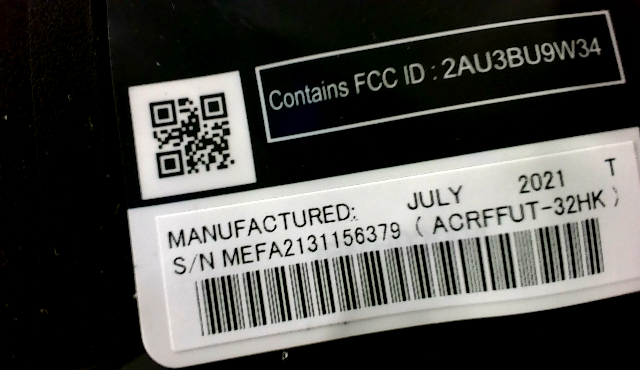 Contains FCC ID : 2AU3BU9W34
MANUFACTURED: JULY 2021 T
S/N MEFA2131156379 ( ACRFFUT-32HK )